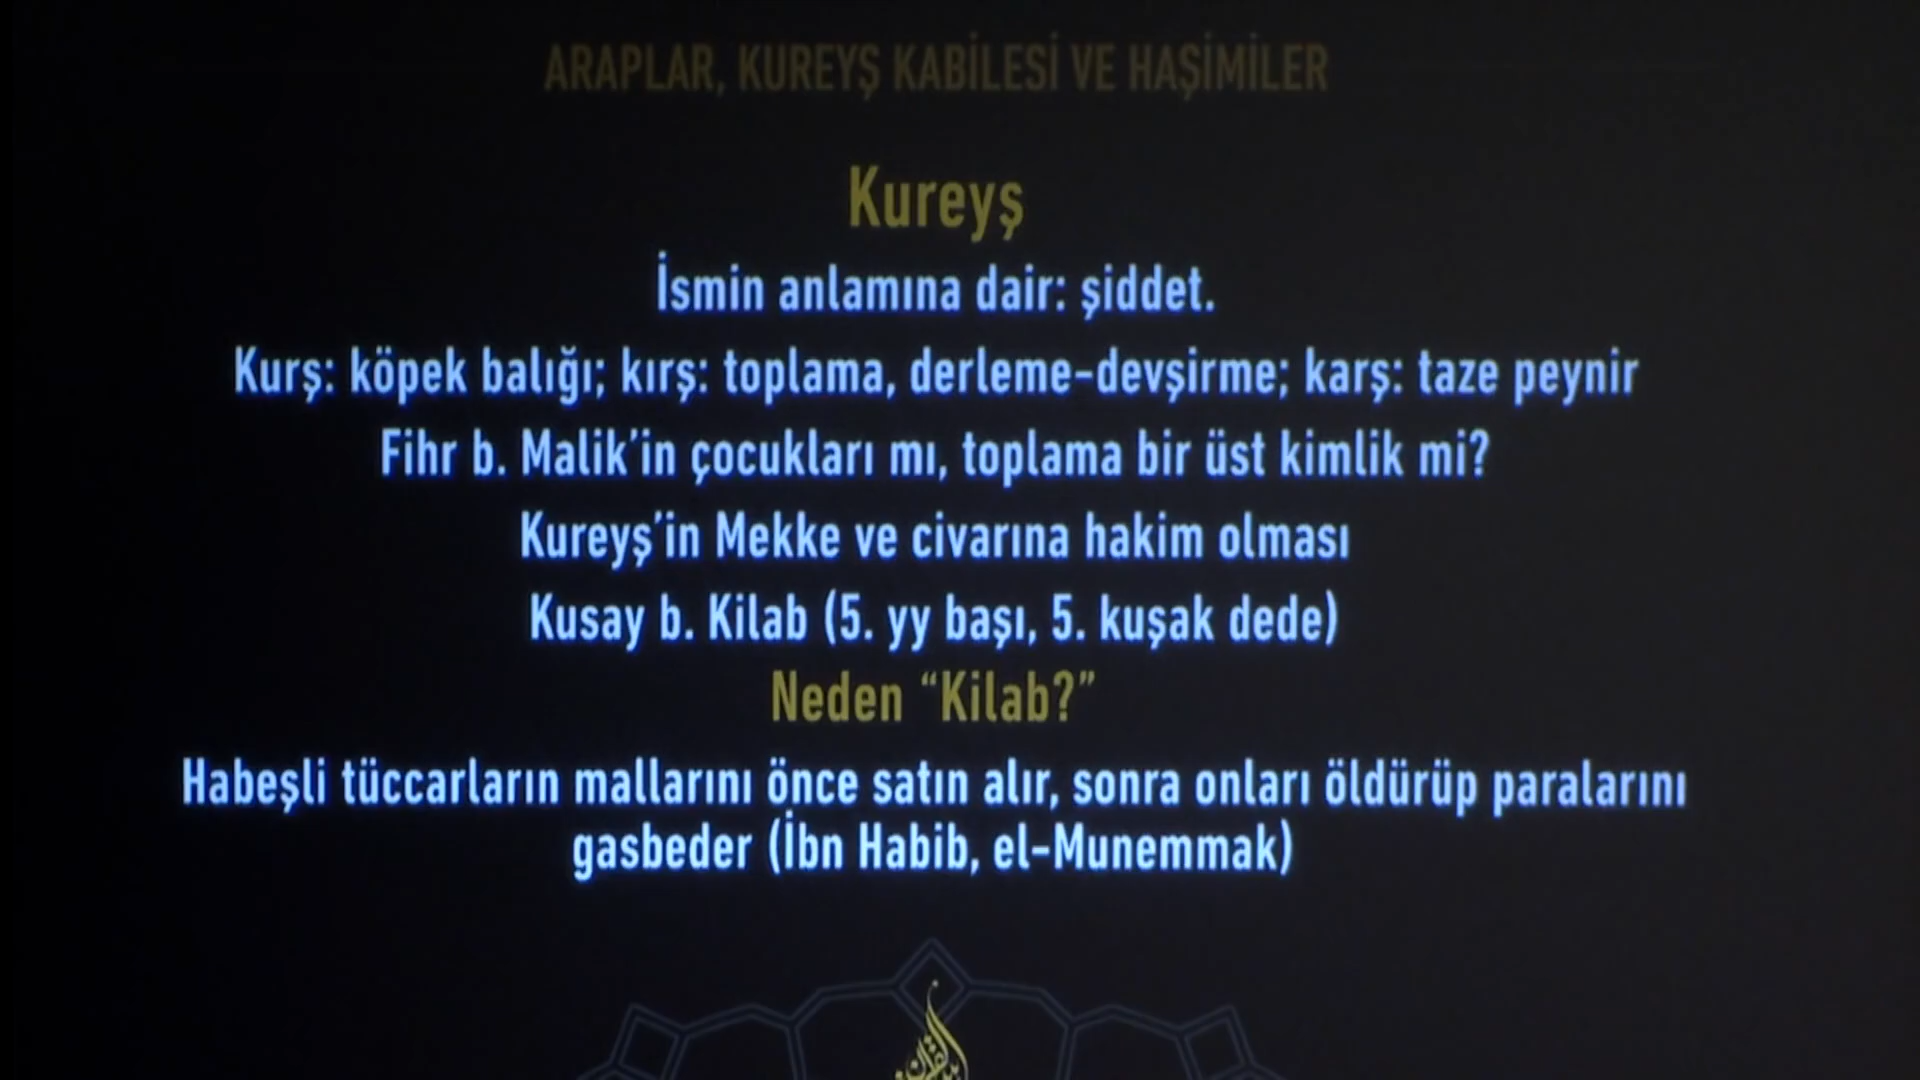 ARAPLAR, KUREYŞ KABİLESİ VE HAŞİMİLER
Kureyş
İsmin anlamına dair: şiddet.
Kurş: köpek balığı; kırş: toplama, derleme-devşirme; karş: taze peynir
Fihr b. Malik'in çocukları mı, toplama bir üst kimlik mi?
Kureyş'in Mekke ve civarına hakim olması
Kusay b. Kilab (5. yy başı, 5. kuşak dede)
Neden “Kilab?”
Habeşli tüccarların mallarını önce satın alır, sonra onları öldürüp paralarını
gasbeder (İbn Habib, el-Munemmak)